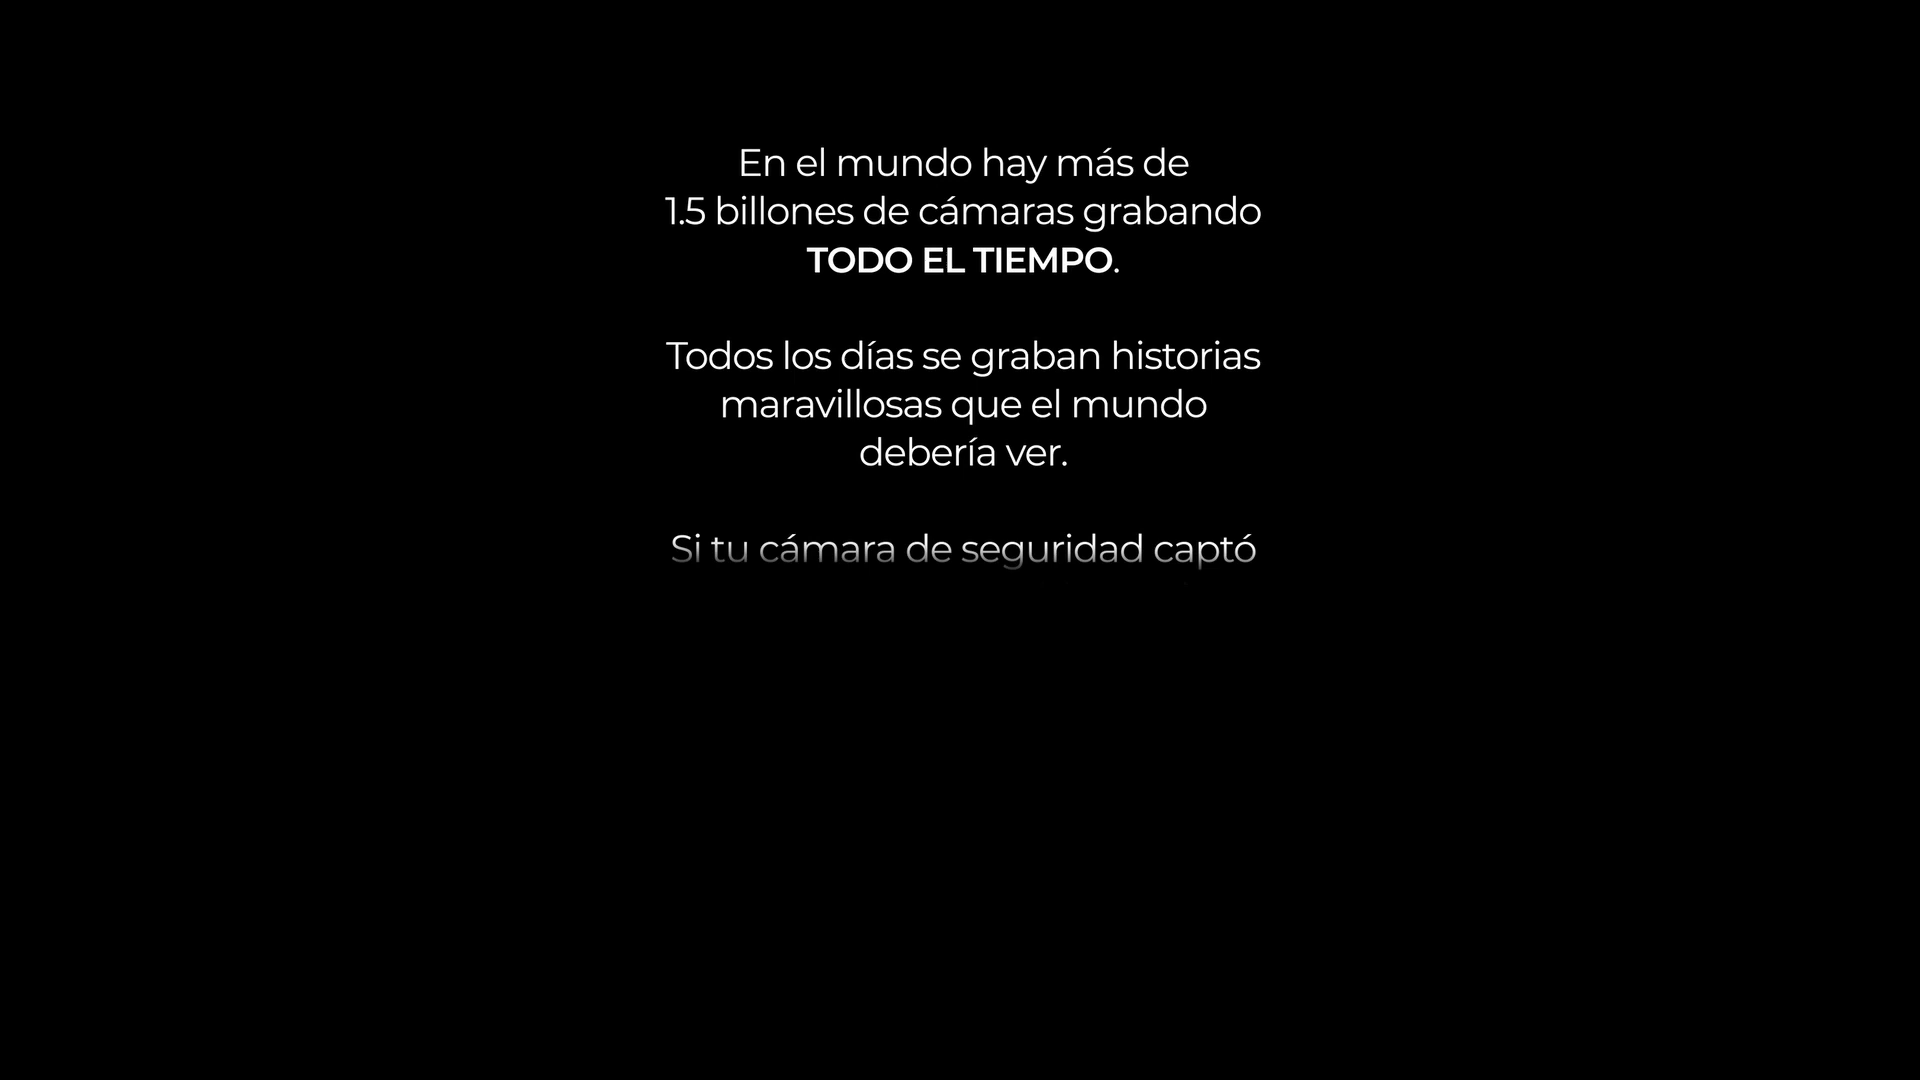 En el mundo hay más de
1.5 billones de cámaras grabando
TODO EL TIEMPO.
Todos los días se graban historias
maravillosas que el mundo
debería ver.
Si tu cámara de seguridad captó